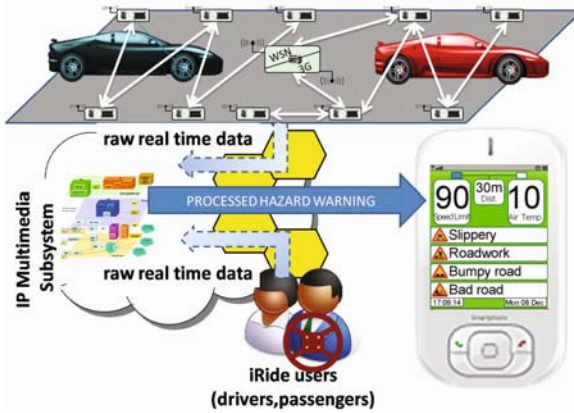 WSN
3G
raw real time data
PROCESSED HAZARD WARNING
IP Multimedia
Subsystem
raw real time data
iRide users
(drivers,passengers)
90
Speed Limit
30m
Dist.
10
Air Temp.
Slippery
Roadwork
Bumpy road
Bad road
17:09:14
Mon 08 Dec
Smartphone